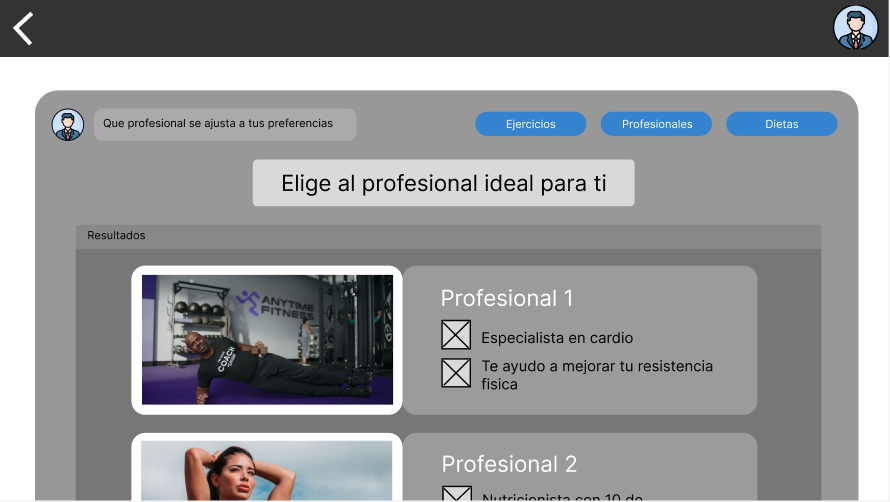 Que profesional se ajusta a tus preferencias
Ejercicios
Profesionales
Dietas
Elige al profesional ideal para ti
Resultados
ANYTIME
FITNESS
COACH
Profesional 1
Especialista en cardio
Te ayudo a mejorar tu resistencia
fisica
Profesional 2
Nutricionista con 10 de